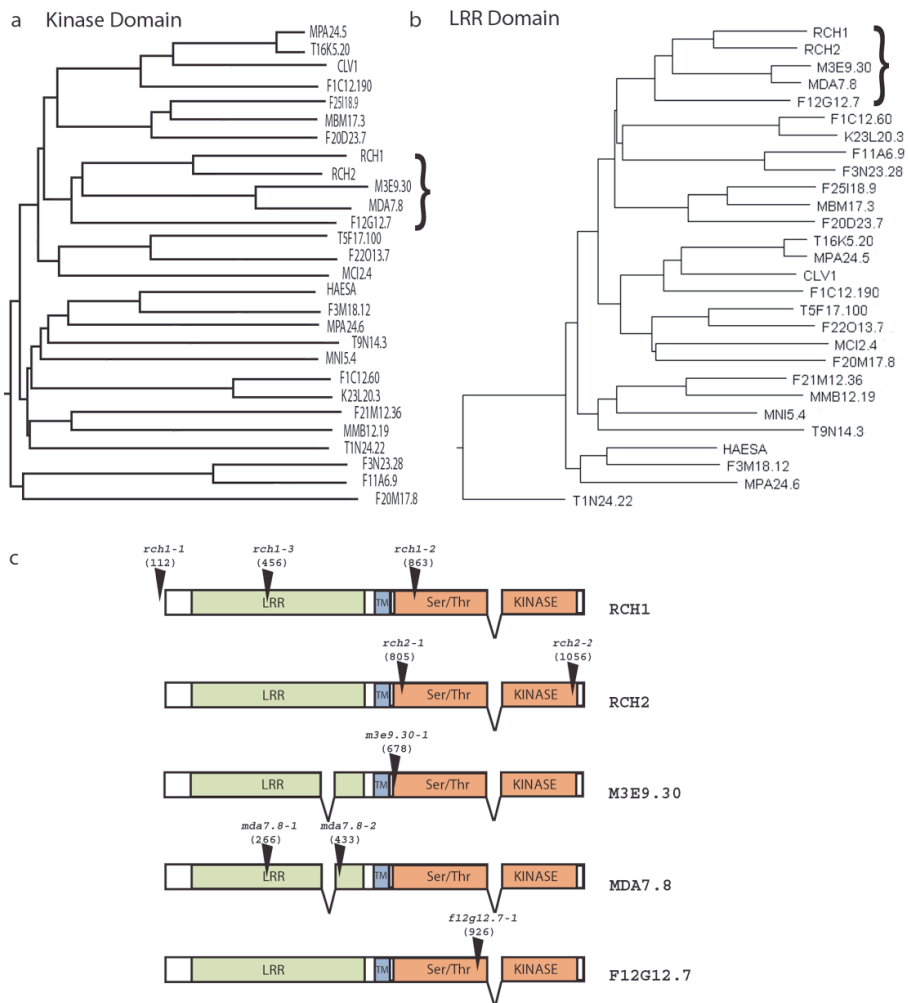 a Kinase Domain
MPA24.5
T16K5.20
CLV1
F1C12.190
F25I18.9
MBM17.3
F20D23.7
RCH1
RCH2
M3E9.30
MDA7.8
F12G12.7
T5F17.100
F22O13.7
MCI2.4
HAESA
F3M18.12
MPA24.6
T9N14.3
MNI5.4
F1C12.60
K23L20.3
F21M12.36
MMB12.19
T1N24.22
F3N23.28
F11A6.9
F20M17.8
b LRR Domain
RCH1
RCH2
M3E9.30
MDA7.8
F12G12.7
F1C12.60
K23L20.3
F11A6.9
F3N23.28
F25I18.9
MBM17.3
F20D23.7
T16K5.20
MPA24.5
CLV1
F1C12.190
T5F17.100
F22O13.7
MCI2.4
F20M17.8
F21M12.36
MMB12.19
MNI5.4
T9N14.3
HAESA
F3M18.12
MPA24.6
T1N24.22
c
rch1-1 rch1-3 rch1-2
(112) (456) (863)
LRR TM Ser/Thr KINASE RCH1
rch2-1 rch2-2
(805) (1056)
LRR TM Ser/Thr KINASE RCH2
m3e9.30-1
(678)
LRR TM Ser/Thr KINASE M3E9.30
mda7.8-1 mda7.8-2
(266) (433)
LRR TM Ser/Thr KINASE MDA7.8
f12g12.7-1
(926)
LRR TM Ser/Thr KINASE F12G12.7